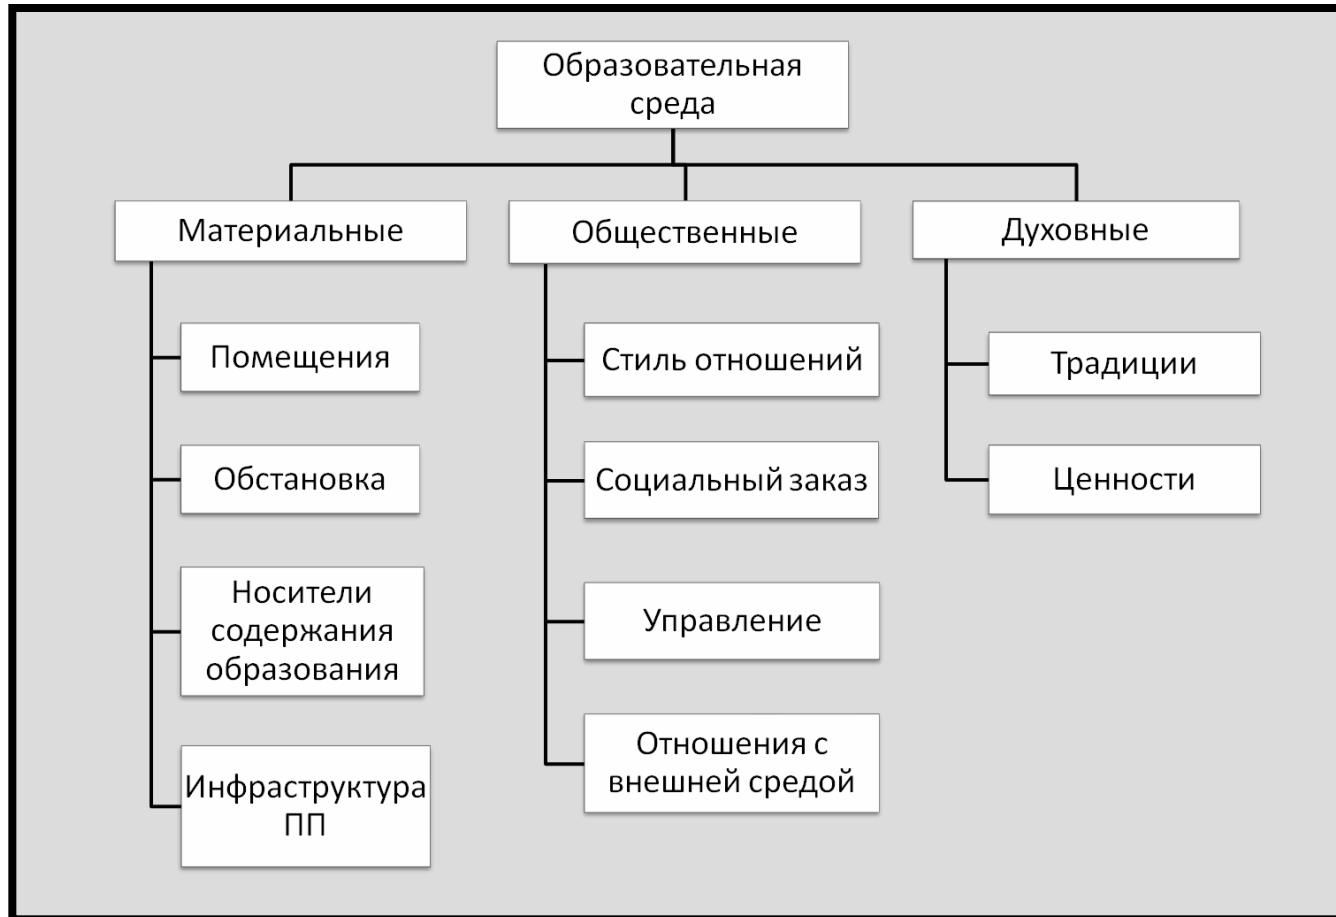 Образовательная
среда
Материальные
Помещения
Обстановка
Носители
содержания
образования
Инфраструктура
ПП
Общественные
Стиль отношений
Социальный заказ
Управление
Отношения с
внешней средой
Духовные
Традиции
Ценности